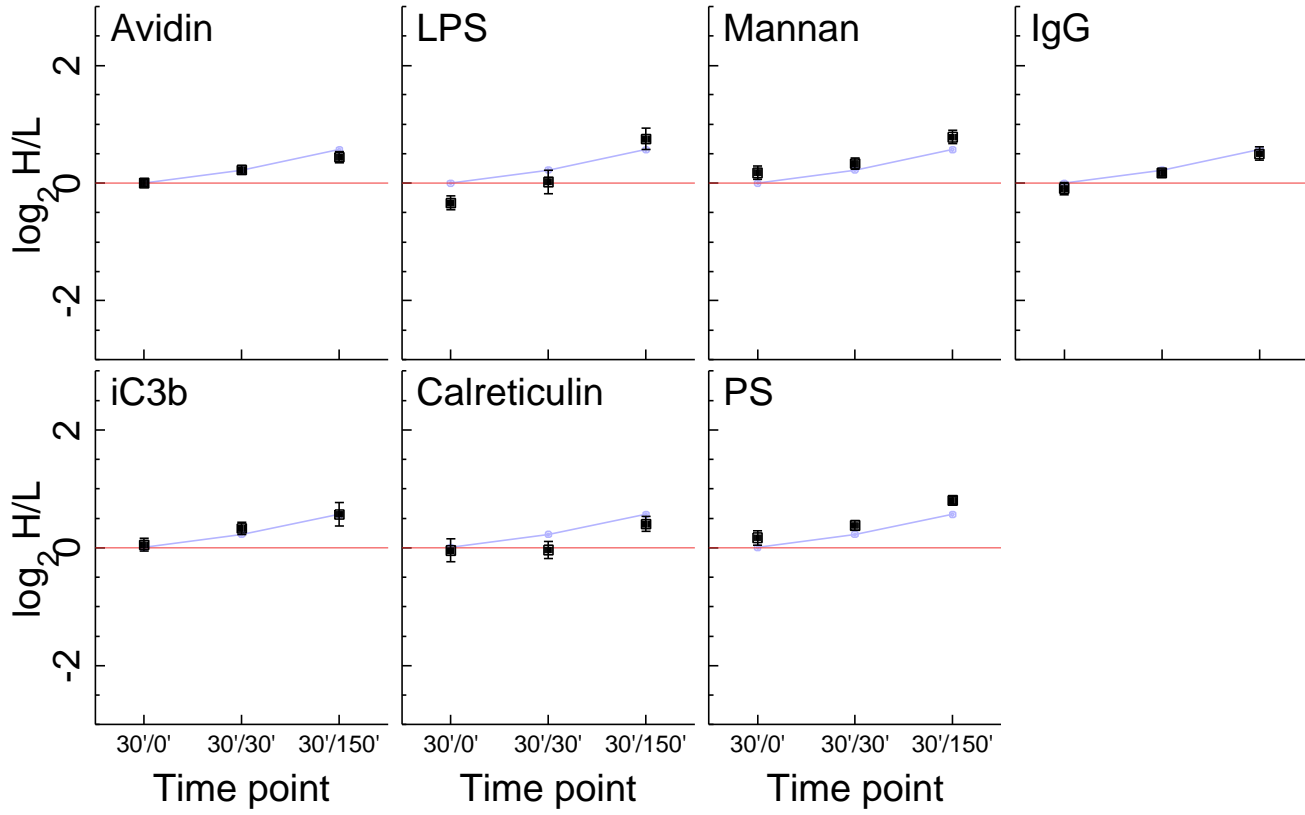 Avidin
LPS
Mannan
IgG
2
0
-2
log2 H/L
iC3b
Calreticulin
PS
2
0
-2
log2 H/L
30'/0' 30'/30' 30'/150'
30'/0' 30'/30' 30'/150'
30'/0' 30'/30' 30'/150'
Time point
Time point
Time point